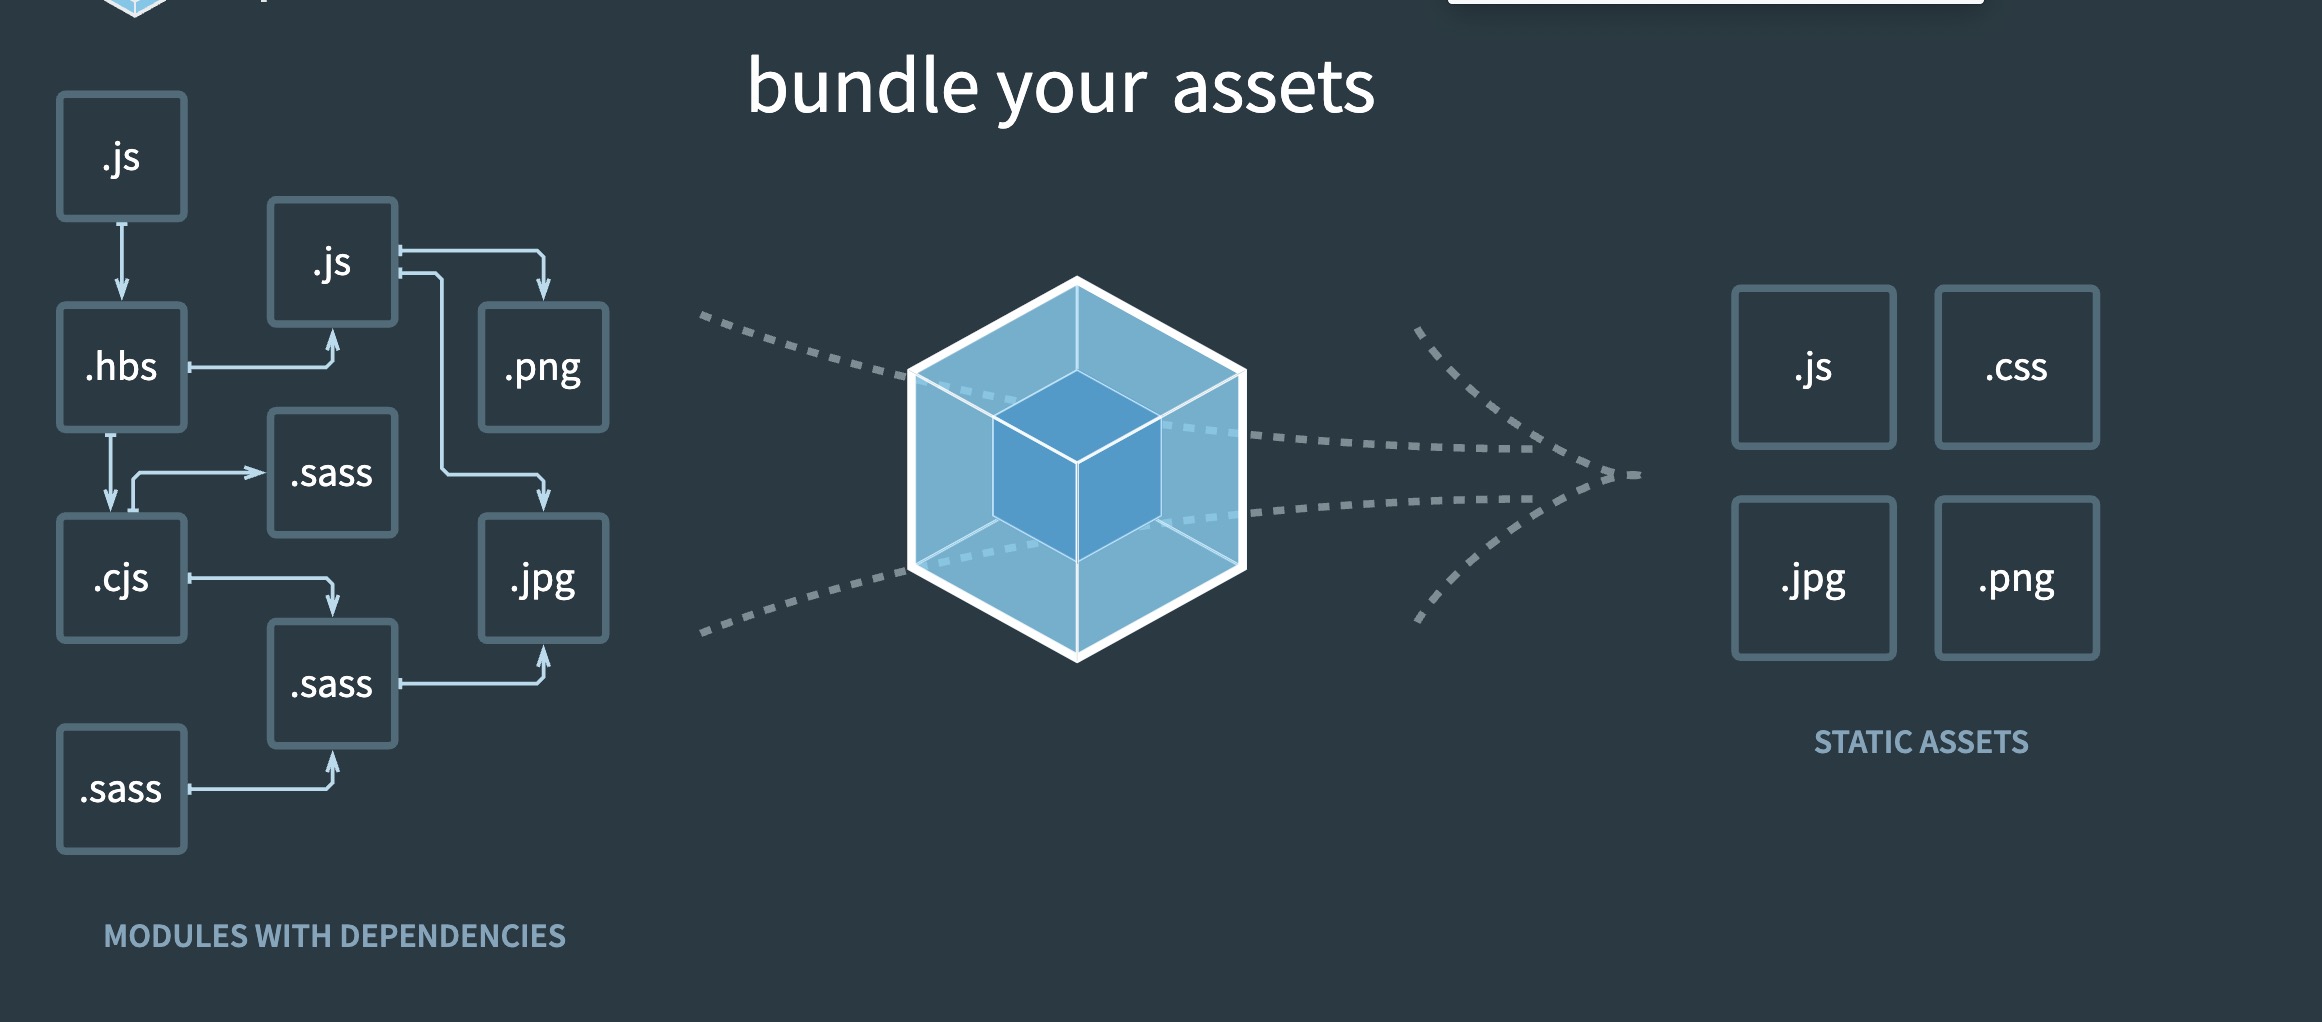 bundle your assets
.js
.js
.hbs
.png
.sass
.cjs
.jpg
.sass
.sass
MODULES WITH DEPENDENCIES
.js
.css
.jpg
.png
STATIC ASSETS